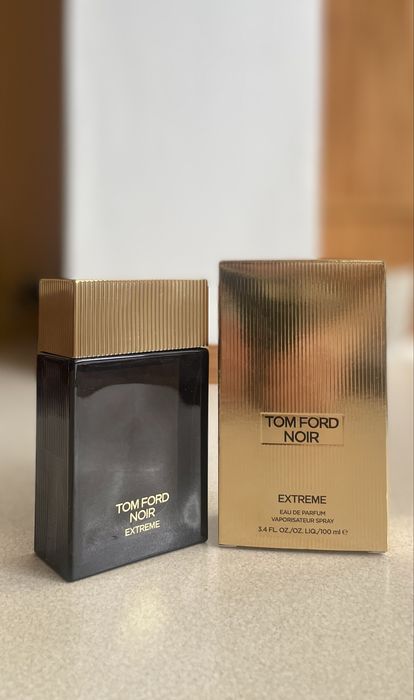 TOM FORD
NOIR
EXTREME
TOM FORD
NOIR
EXTREME
EAU DE PARFUM
VAPORISATEUR SPRAY
3.4 FL. OZ./OZ. LIQ./100 ml ℮